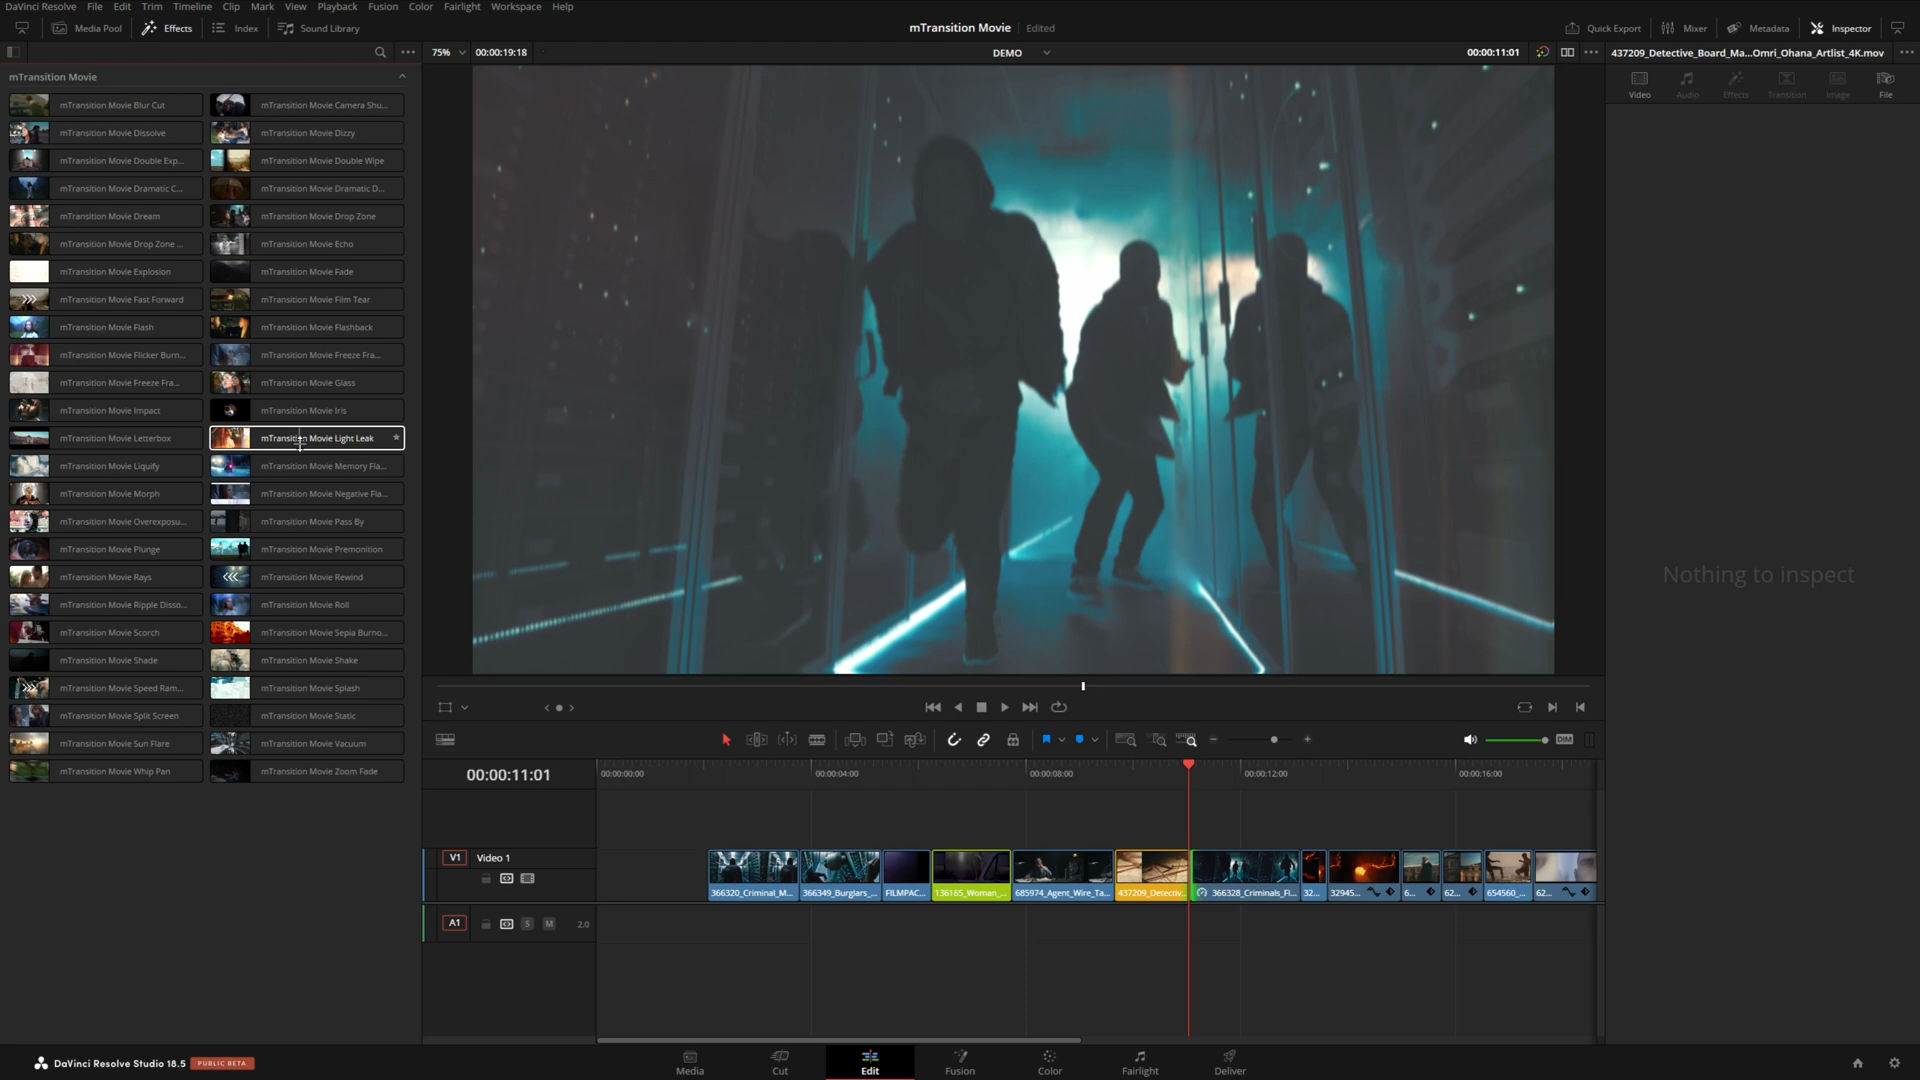 DaVinci Resolve File Edit Trim Timeline Clip Mark View Playback Fusion Color Fairlight Workspace Help
Media Pool Effects Index Sound Library mTransition Movie Edited Quick Export Mixer Metadata Inspector
75% 00:00:19:18 DEMO 00:00:11:01 437209_Detective_Board_Ma...Omri_Ohana_Artlist_4K.mov
Video Audio Effects Transition Image File
mTransition Movie
mTransition Movie Blur Cut mTransition Movie Camera Shu...
mTransition Movie Dissolve mTransition Movie Dizzy
mTransition Movie Double Exp... mTransition Movie Double Wipe
mTransition Movie Dramatic C... mTransition Movie Dramatic D...
mTransition Movie Dream mTransition Movie Drop Zone
mTransition Movie Drop Zone ... mTransition Movie Echo
mTransition Movie Explosion mTransition Movie Fade
mTransition Movie Fast Forward mTransition Movie Film Tear
mTransition Movie Flash mTransition Movie Flashback
mTransition Movie Flicker Burn... mTransition Movie Freeze Fra...
mTransition Movie Freeze Fra... mTransition Movie Glass
mTransition Movie Impact mTransition Movie Iris
mTransition Movie Letterbox mTransition Movie Light Leak
mTransition Movie Liquify mTransition Movie Memory Fla...
mTransition Movie Morph mTransition Movie Negative Fla...
mTransition Movie Overexposu... mTransition Movie Pass By
mTransition Movie Plunge mTransition Movie Premonition
mTransition Movie Rays mTransition Movie Rewind
mTransition Movie Ripple Disso... mTransition Movie Roll
mTransition Movie Scorch mTransition Movie Sepia Burno...
mTransition Movie Shade mTransition Movie Shake
mTransition Movie Speed Ram... mTransition Movie Splash
mTransition Movie Split Screen mTransition Movie Static
mTransition Movie Sun Flare mTransition Movie Vacuum
mTransition Movie Whip Pan mTransition Movie Zoom Fade
Nothing to inspect
DIM
00:00:11:01 00:00:00:00 00:00:04:00 00:00:08:00 00:00:12:00 00:00:16:00
V1 Video 1
366320_Criminal_M... 366349_Burglars_... FILMPAC... 136165_Woman_... 685974_Agent_Wire_Ta... 437209_Detectiv... 366328_Criminals_Fl... 32... 32945... 6... 62... 654560_... 62...
A1 S M 2.0
DaVinci Resolve Studio 18.5 PUBLIC BETA
Media Cut Edit Fusion Color Fairlight Deliver